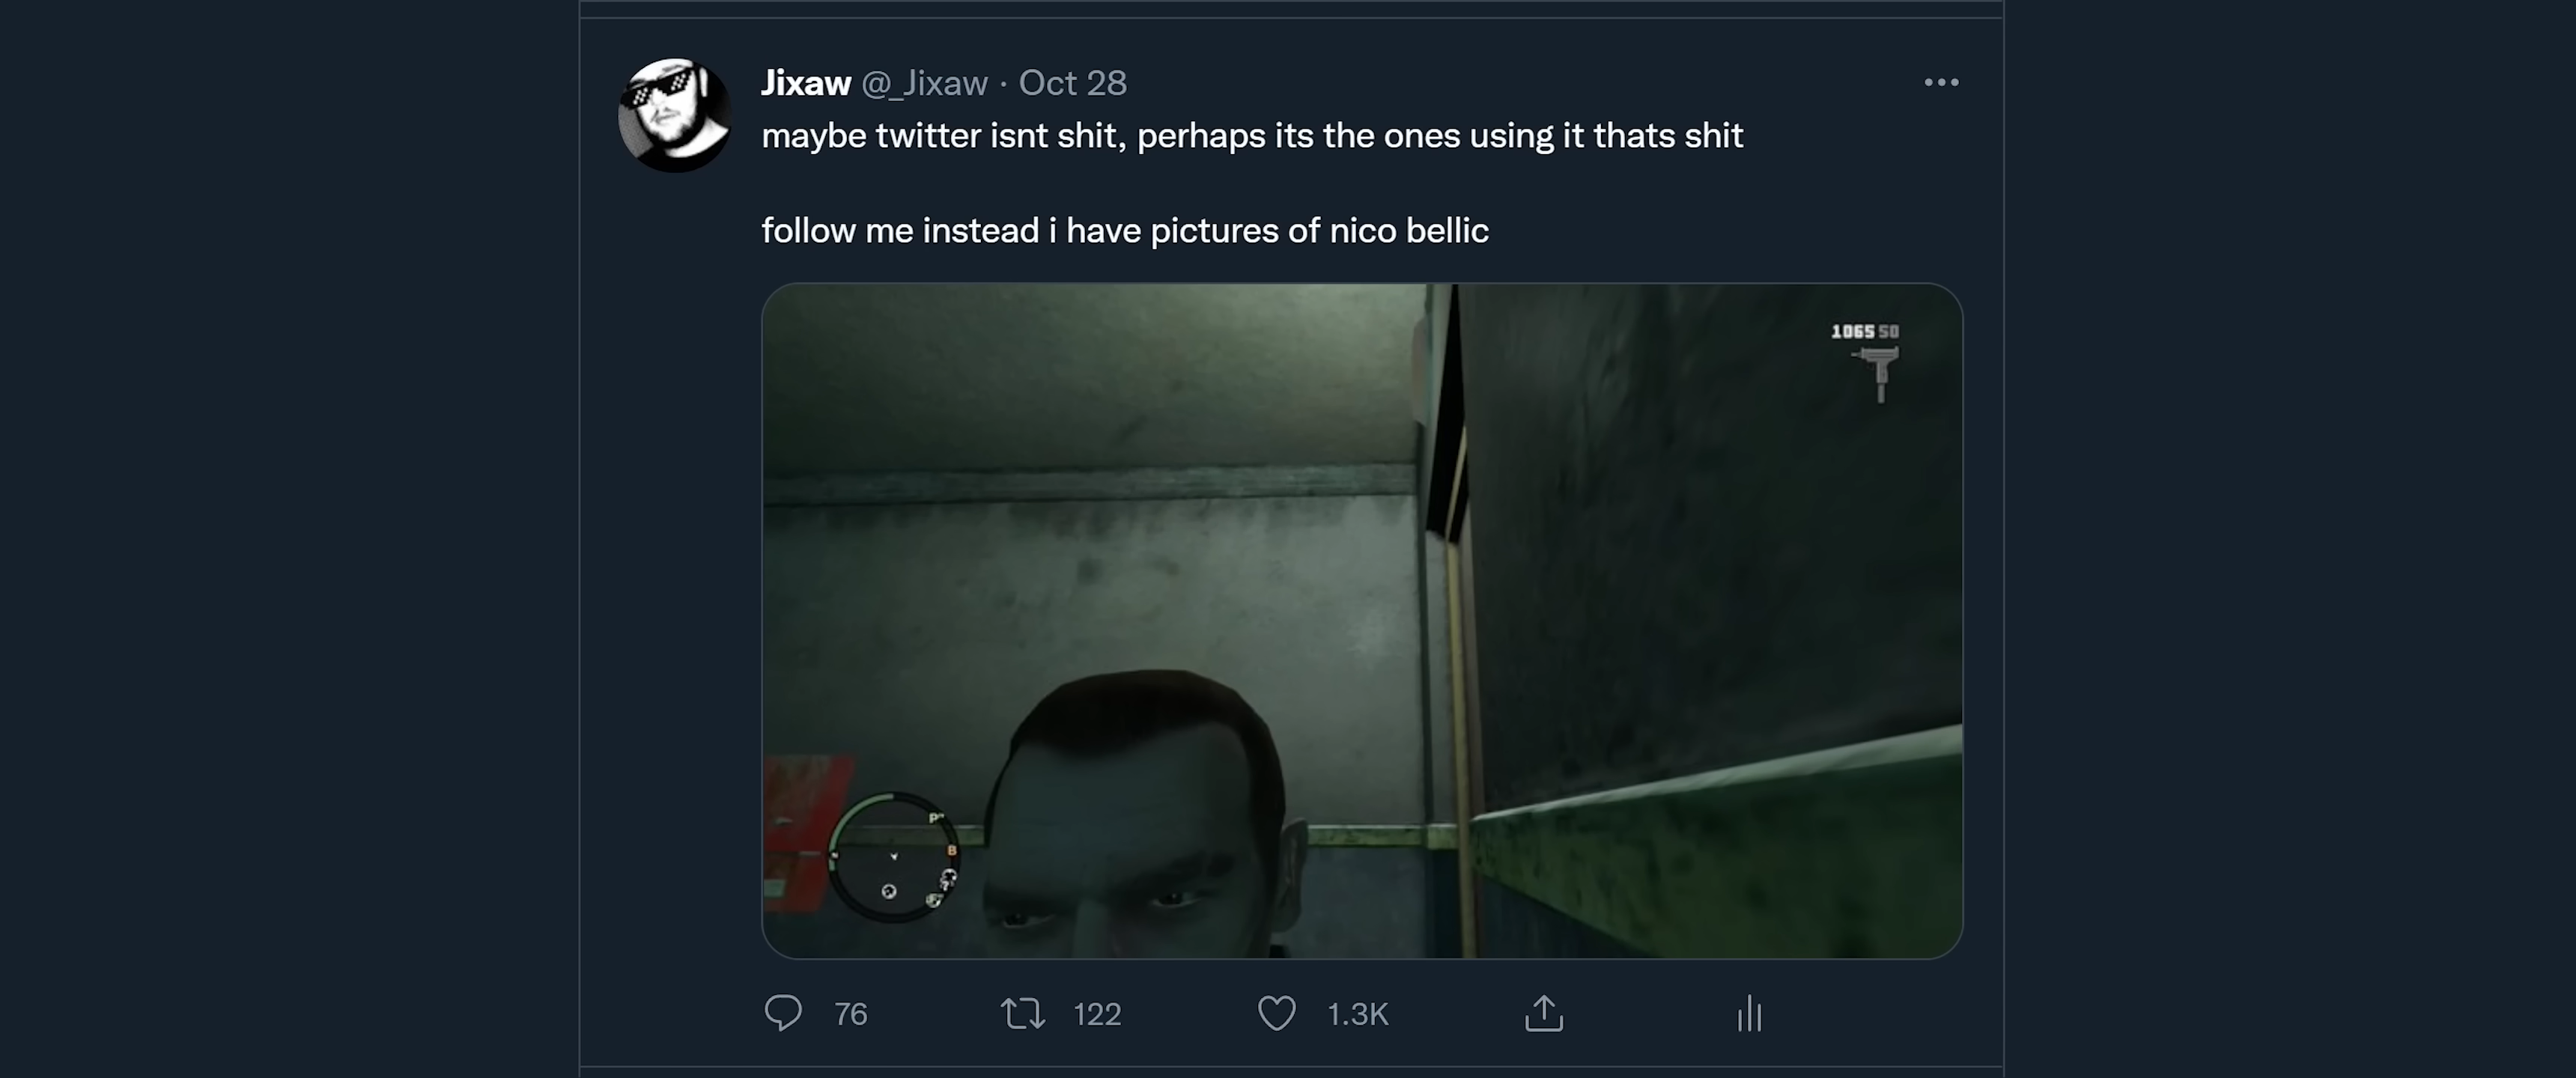 Jixaw @_Jixaw · Oct 28
maybe twitter isnt shit, perhaps its the ones using it thats shit
follow me instead i have pictures of nico bellic
1065 50
P
B
76 122 1.3K